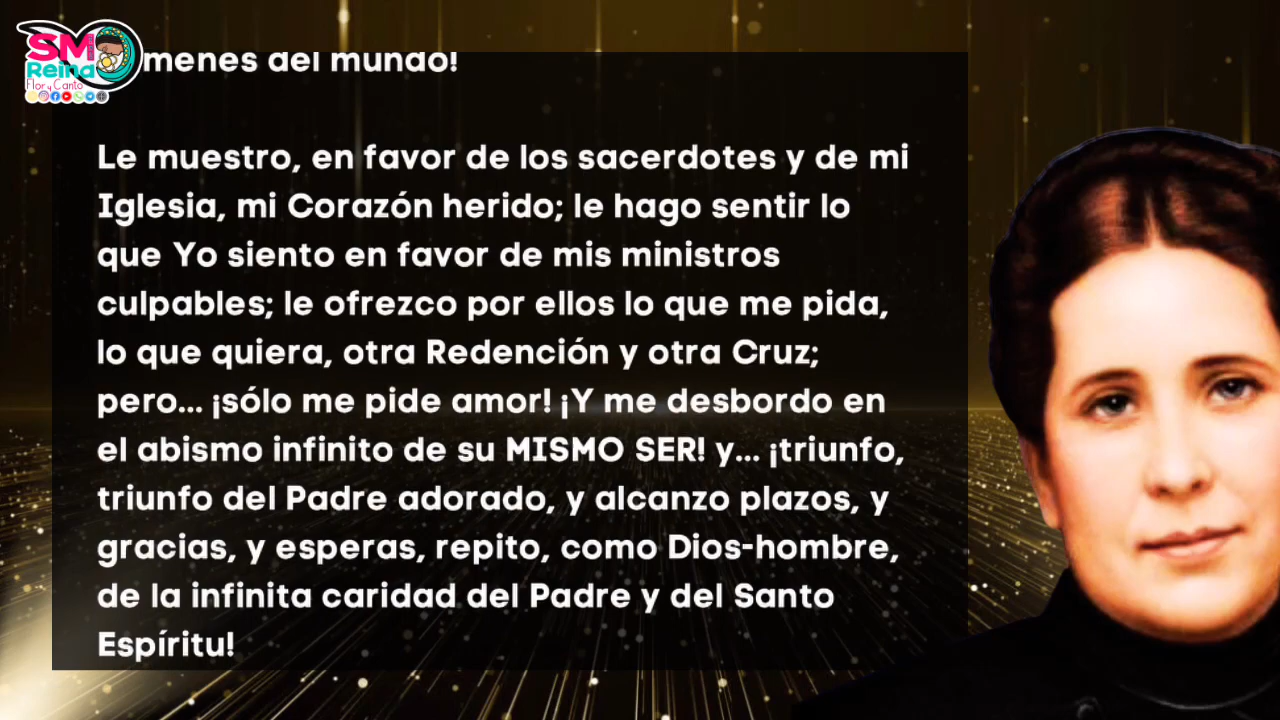 SM
Reina
Flor y Canto
menes del mundo!
Le muestro, en favor de los sacerdotes y de mi
Iglesia, mi Corazón herido; le hago sentir lo
que Yo siento en favor de mis ministros
culpables; le ofrezco por ellos lo que me pida,
lo que quiera, otra Redención y otra Cruz;
pero... ¡sólo me pide amor! ¡Y me desbordo en
el abismo infinito de su MISMO SER! y... ¡triunfo,
triunfo del Padre adorado, y alcanzo plazos, y
gracias, y esperas, repito, como Dios-hombre,
de la infinita caridad del Padre y del Santo
Espíritu!